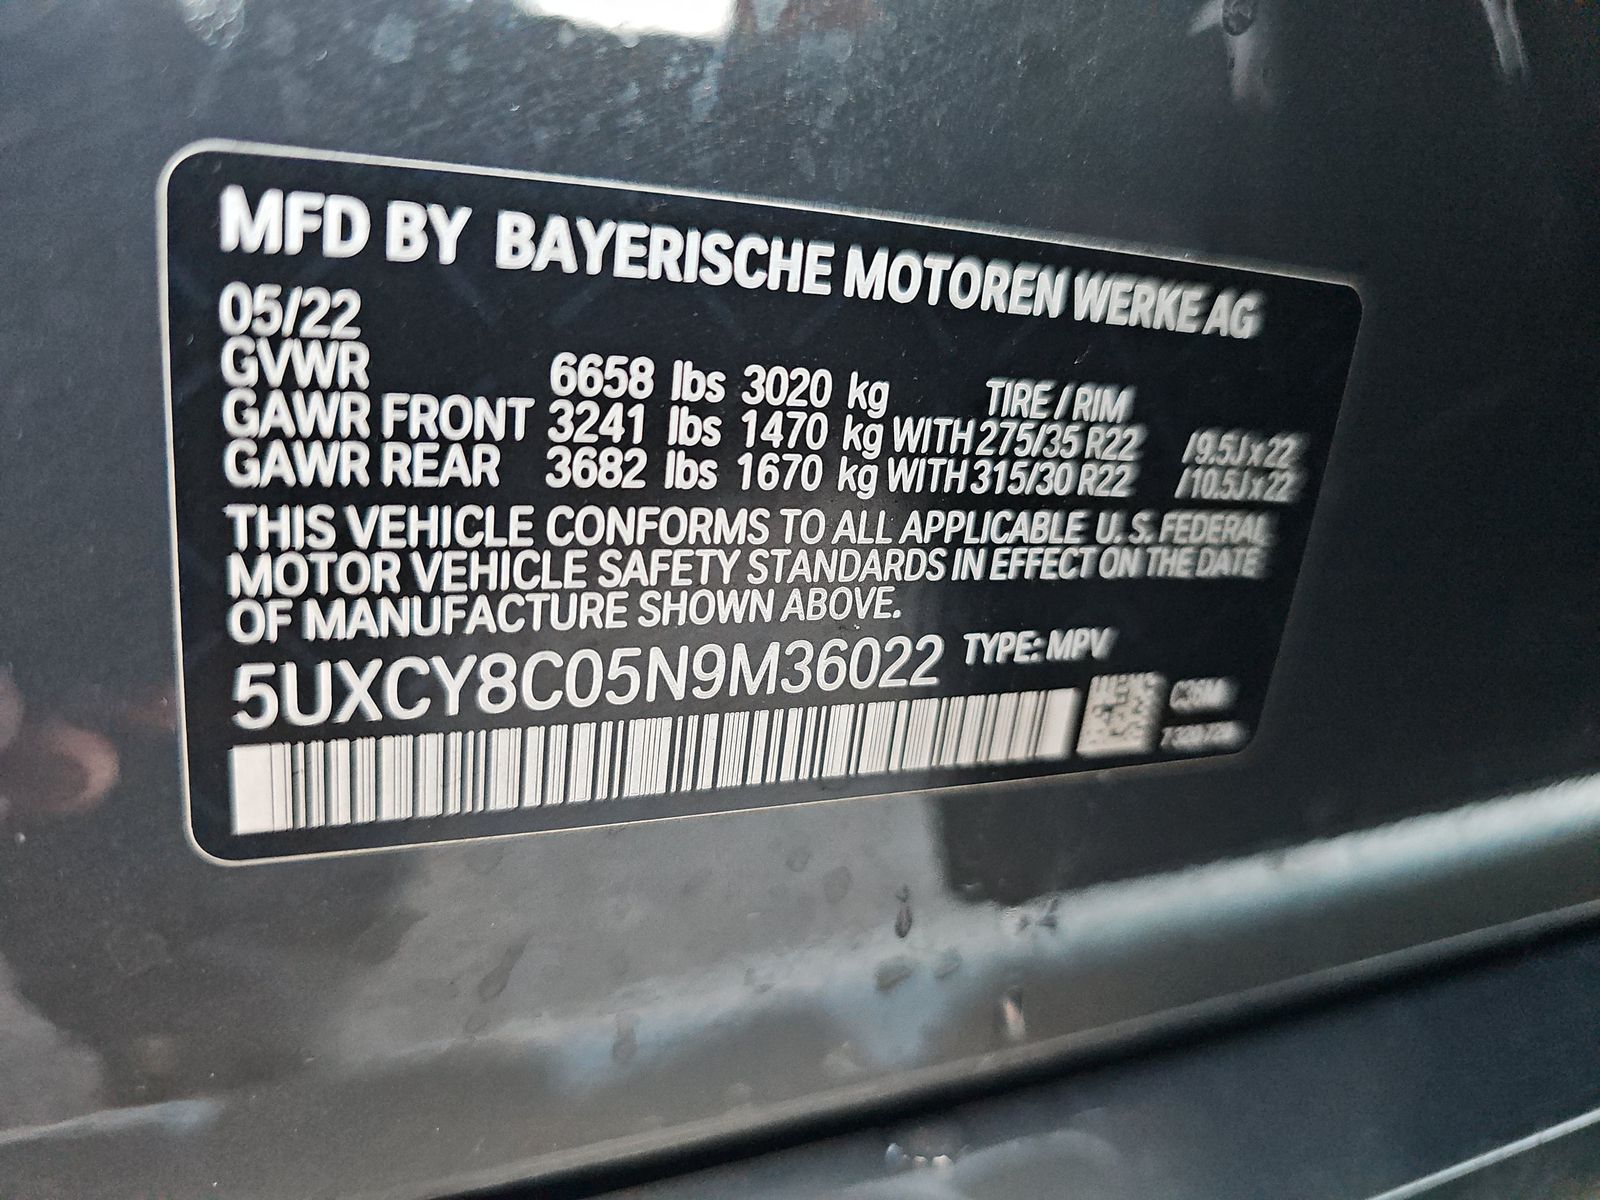 MFD BY BAYERISCHE MOTOREN WERKE AG
05/22
GVWR 6658 lbs 3020 kg TIRE / RIM
GAWR FRONT 3241 lbs 1470 kg WITH 275/35 R22 /9.5J x 22
GAWR REAR 3682 lbs 1670 kg WITH 315/30 R22 /10.5J x 22
THIS VEHICLE CONFORMS TO ALL APPLICABLE U.S. FEDERAL
MOTOR VEHICLE SAFETY STANDARDS IN EFFECT ON THE DATE
OF MANUFACTURE SHOWN ABOVE.
5UXCY8C05N9M36022 TYPE: MPV